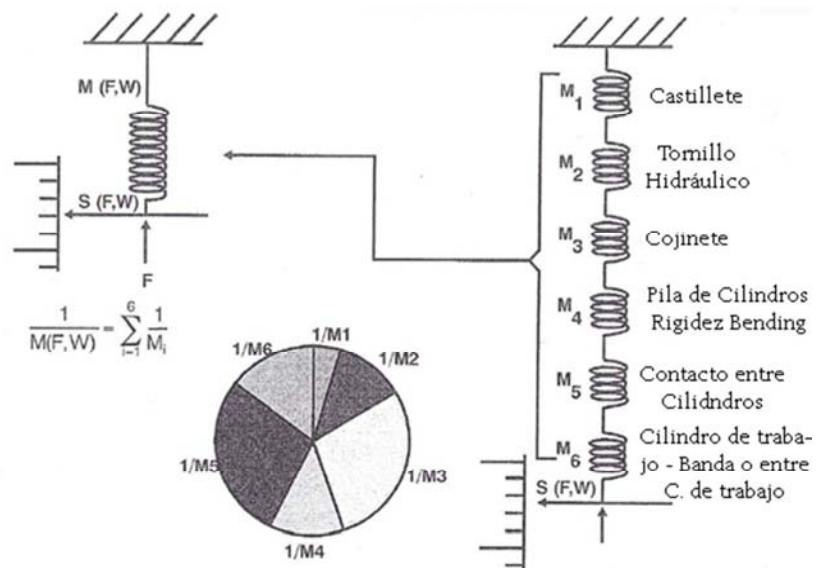 M (F,W)
S (F,W)
F
1/M(F,W) = 6∑i=1 1/Mi
1/M1
1/M2
1/M3
1/M4
1/M5
1/M6
M1 Castillete
M2 Tornillo
Hidráulico
M3 Cojinete
M4 Pila de Cilindros
Rigidez Bending
M5 Contacto entre
Cilidndros
M6 Cilindro de traba-
jo - Banda o entre
C. de trabajo
S (F,W)